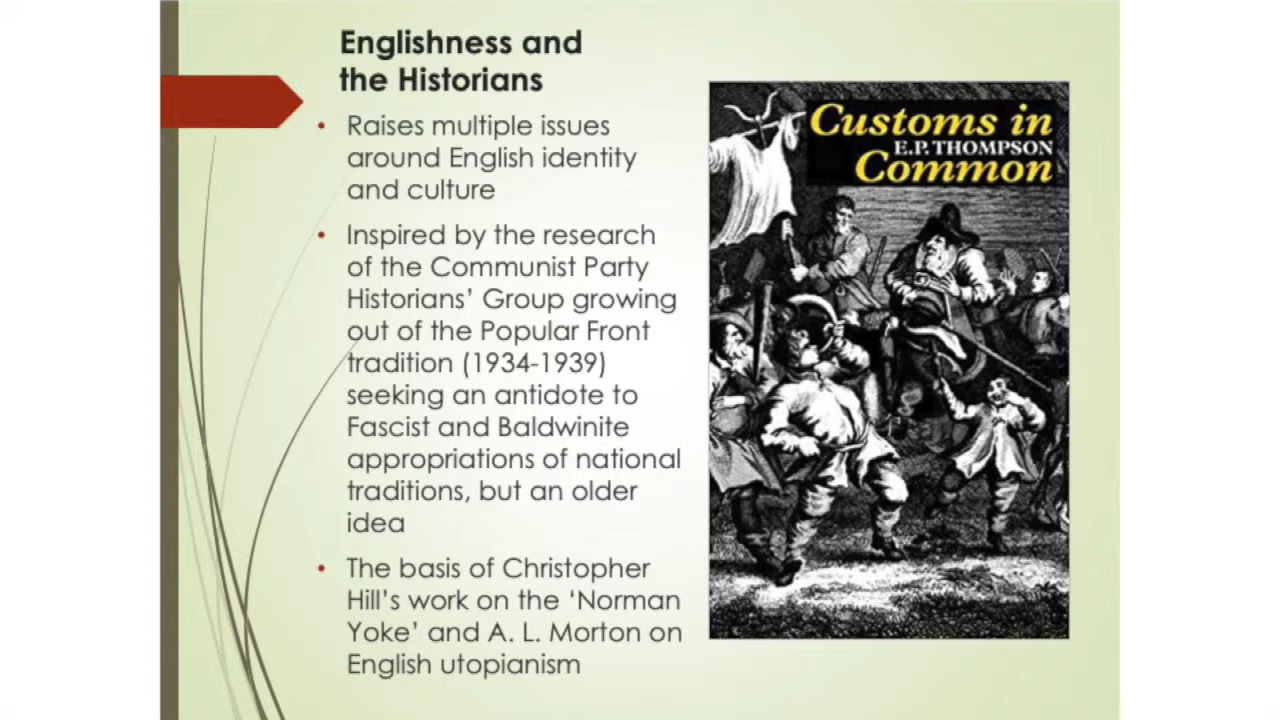 Englishness and
the Historians
• Raises multiple issues
around English identity
and culture
• Inspired by the research
of the Communist Party
Historians’ Group growing
out of the Popular Front
tradition (1934-1939)
seeking an antidote to
Fascist and Baldwinite
appropriations of national
traditions, but an older
idea
• The basis of Christopher
Hill’s work on the ‘Norman
Yoke’ and A. L. Morton on
English utopianism
Customs in
E.P. THOMPSON
Common